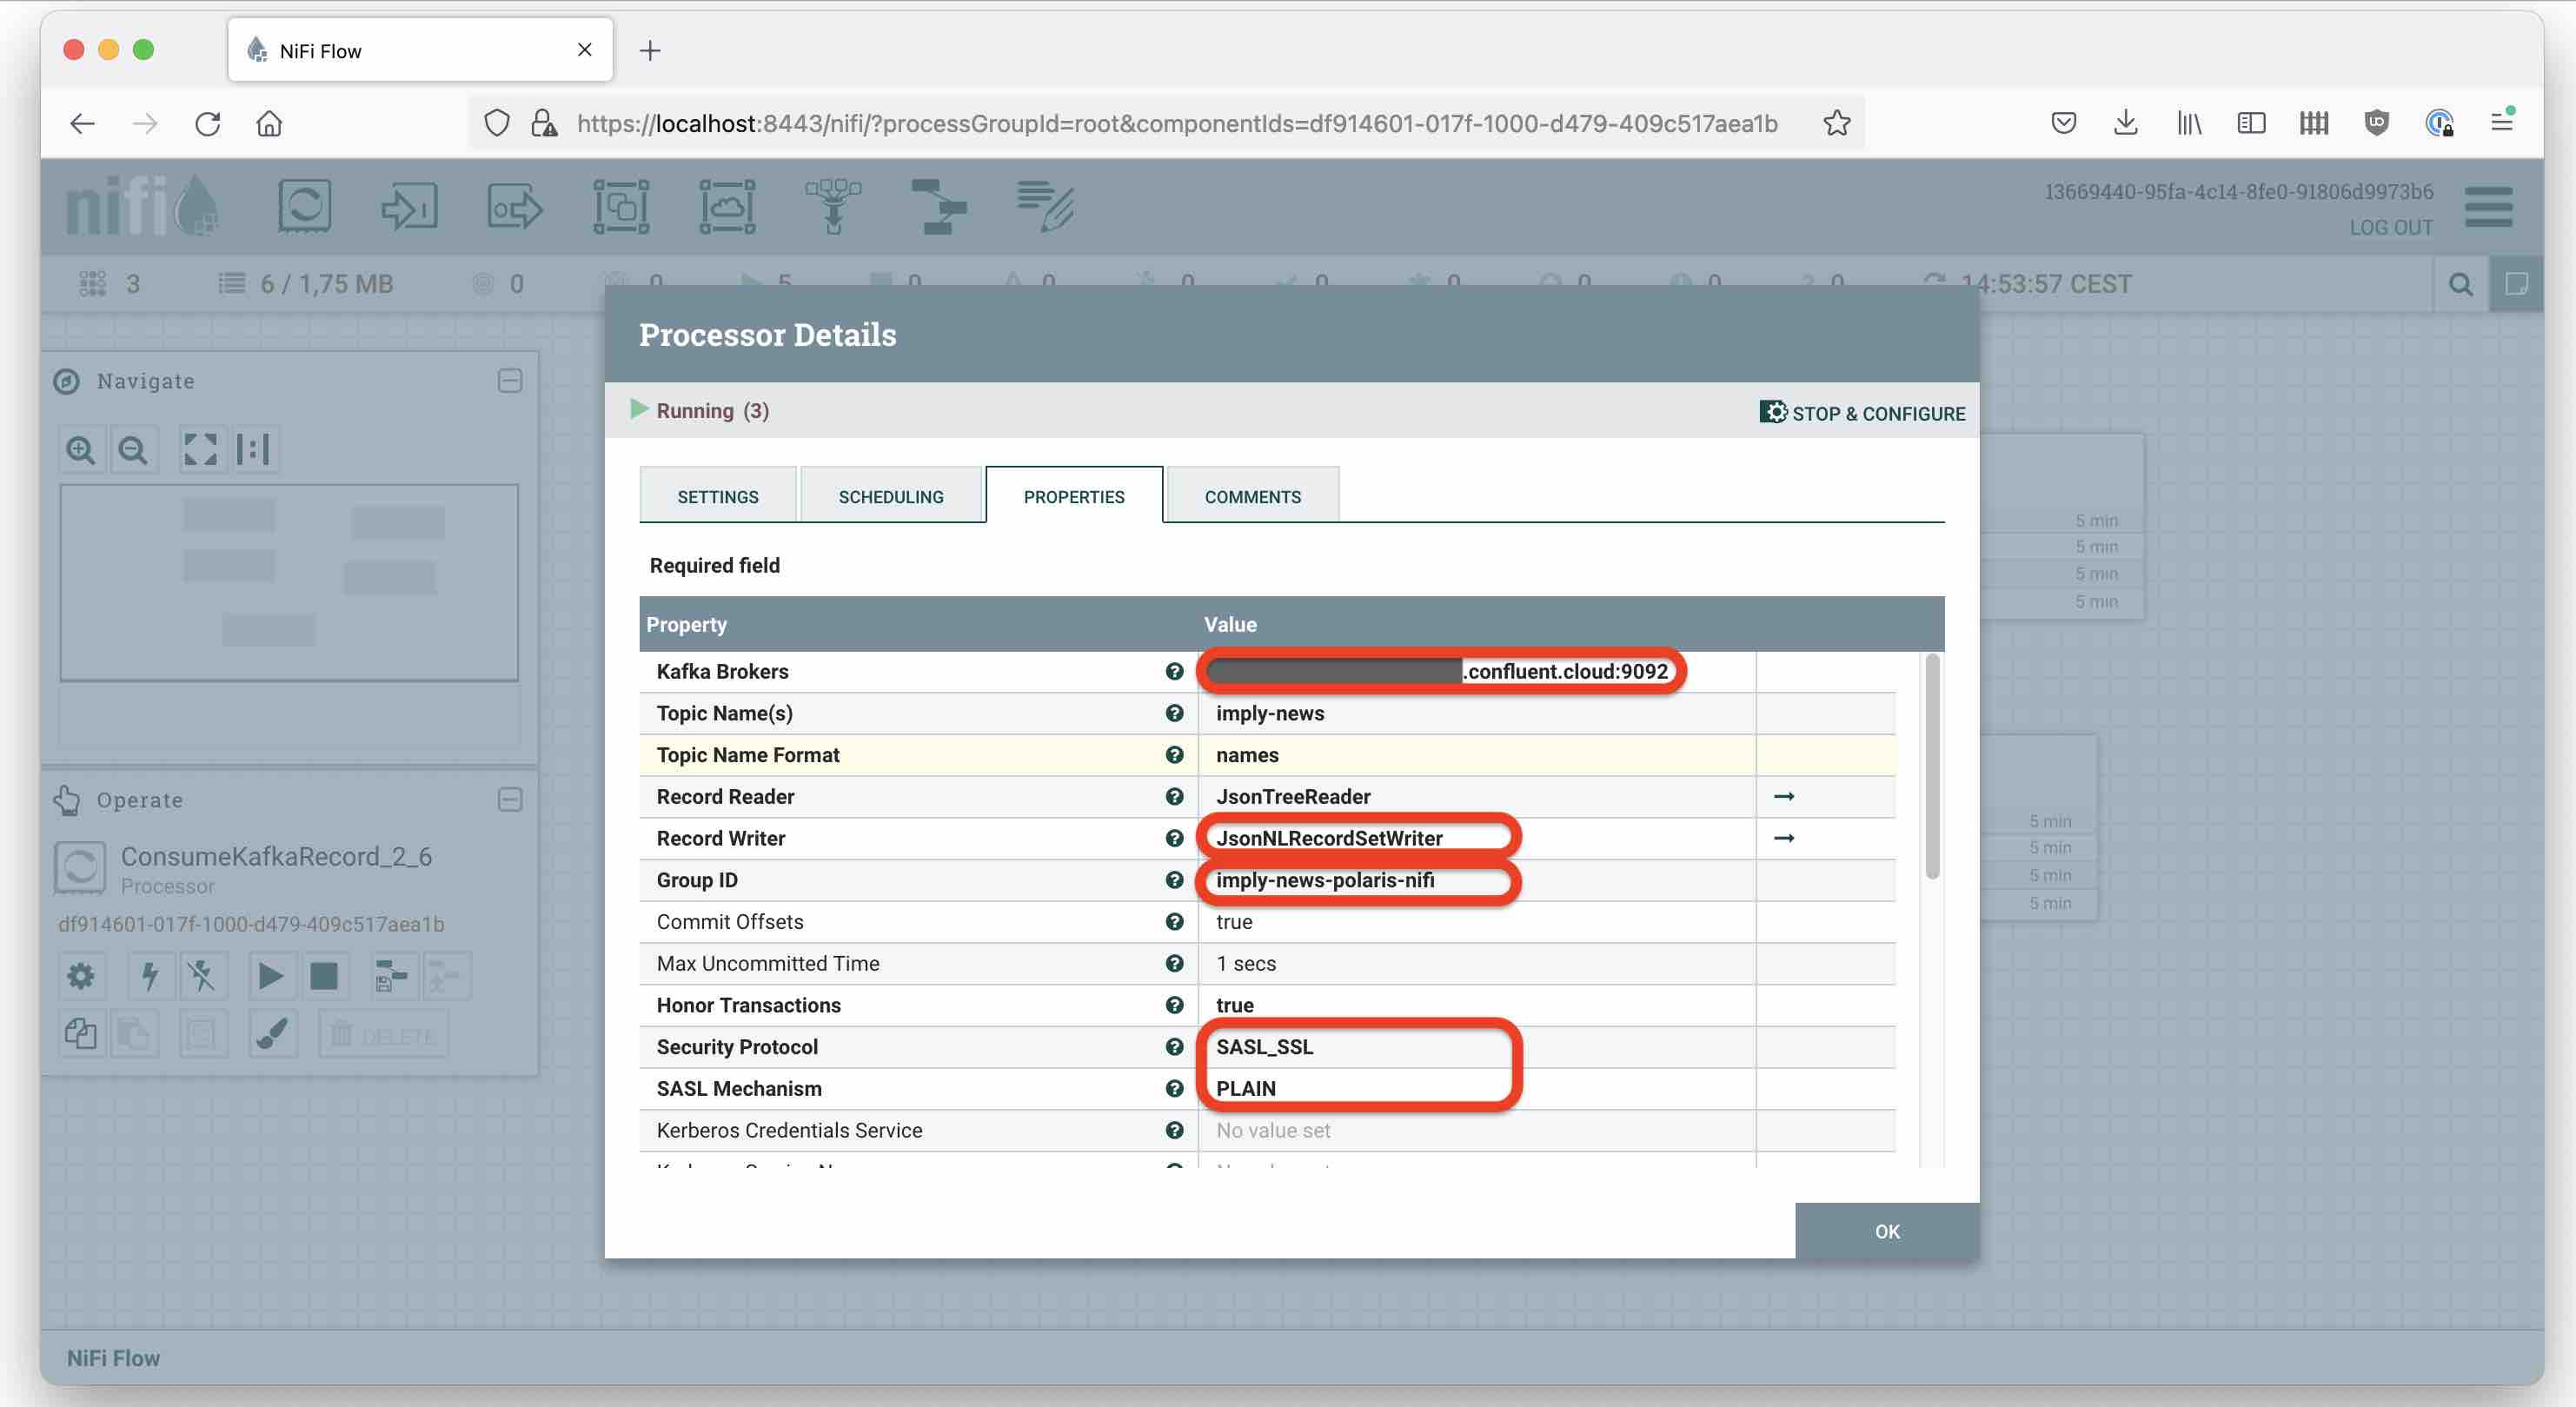 NiFi Flow
https://localhost:8443/nifi/?processGroupId=root&componentIds=df914601-017f-1000-d479-409c517aea1b
nifi
13669440-95fa-4c14-8fe0-91806d9973b6
LOG OUT
3 6 / 1,75 MB 0 0 5 0 0 0 0 0 0 0 0 14:53:57 CEST
Processor Details
Running (3) STOP & CONFIGURE
SETTINGS SCHEDULING PROPERTIES COMMENTS
Required field
Property Value
Kafka Brokers .confluent.cloud:9092
Topic Name(s) imply-news
Topic Name Format names
Record Reader JsonTreeReader
Record Writer JsonNLRecordSetWriter
Group ID imply-news-polaris-nifi
Commit Offsets true
Max Uncommitted Time 1 secs
Honor Transactions true
Security Protocol SASL_SSL
SASL Mechanism PLAIN
Kerberos Credentials Service No value set
OK
Navigate
Operate
ConsumeKafkaRecord_2_6
Processor
df914601-017f-1000-d479-409c517aea1b
DELETE
5 min
5 min
5 min
5 min
5 min
5 min
5 min
5 min
NiFi Flow